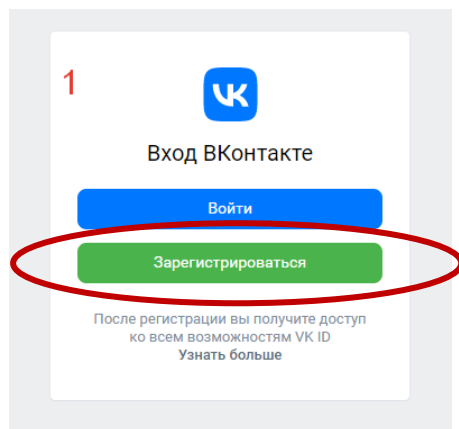 1
VK
Вход ВКонтакте
Войти
Зарегистрироваться
После регистрации вы получите доступ
ко всем возможностям VK ID
Узнать больше